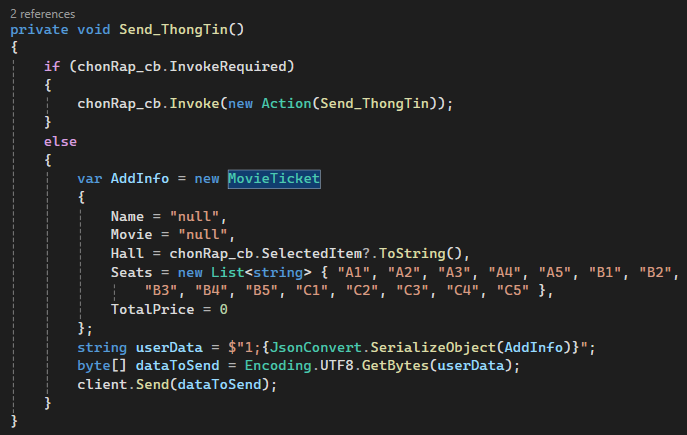 2 references
private void Send_ThongTin()
{
if (chonRap_cb.InvokeRequired)
{
chonRap_cb.Invoke(new Action(Send_ThongTin));
}
else
{
var AddInfo = new MovieTicket
{
Name = "null",
Movie = "null",
Hall = chonRap_cb.SelectedItem?.ToString(),
Seats = new List<string> { "A1", "A2", "A3", "A4", "A5", "B1", "B2",
"B3", "B4", "B5", "C1", "C2", "C3", "C4", "C5" },
TotalPrice = 0
};
string userData = $"1;{JsonConvert.SerializeObject(AddInfo)}";
byte[] dataToSend = Encoding.UTF8.GetBytes(userData);
client.Send(dataToSend);
}
}